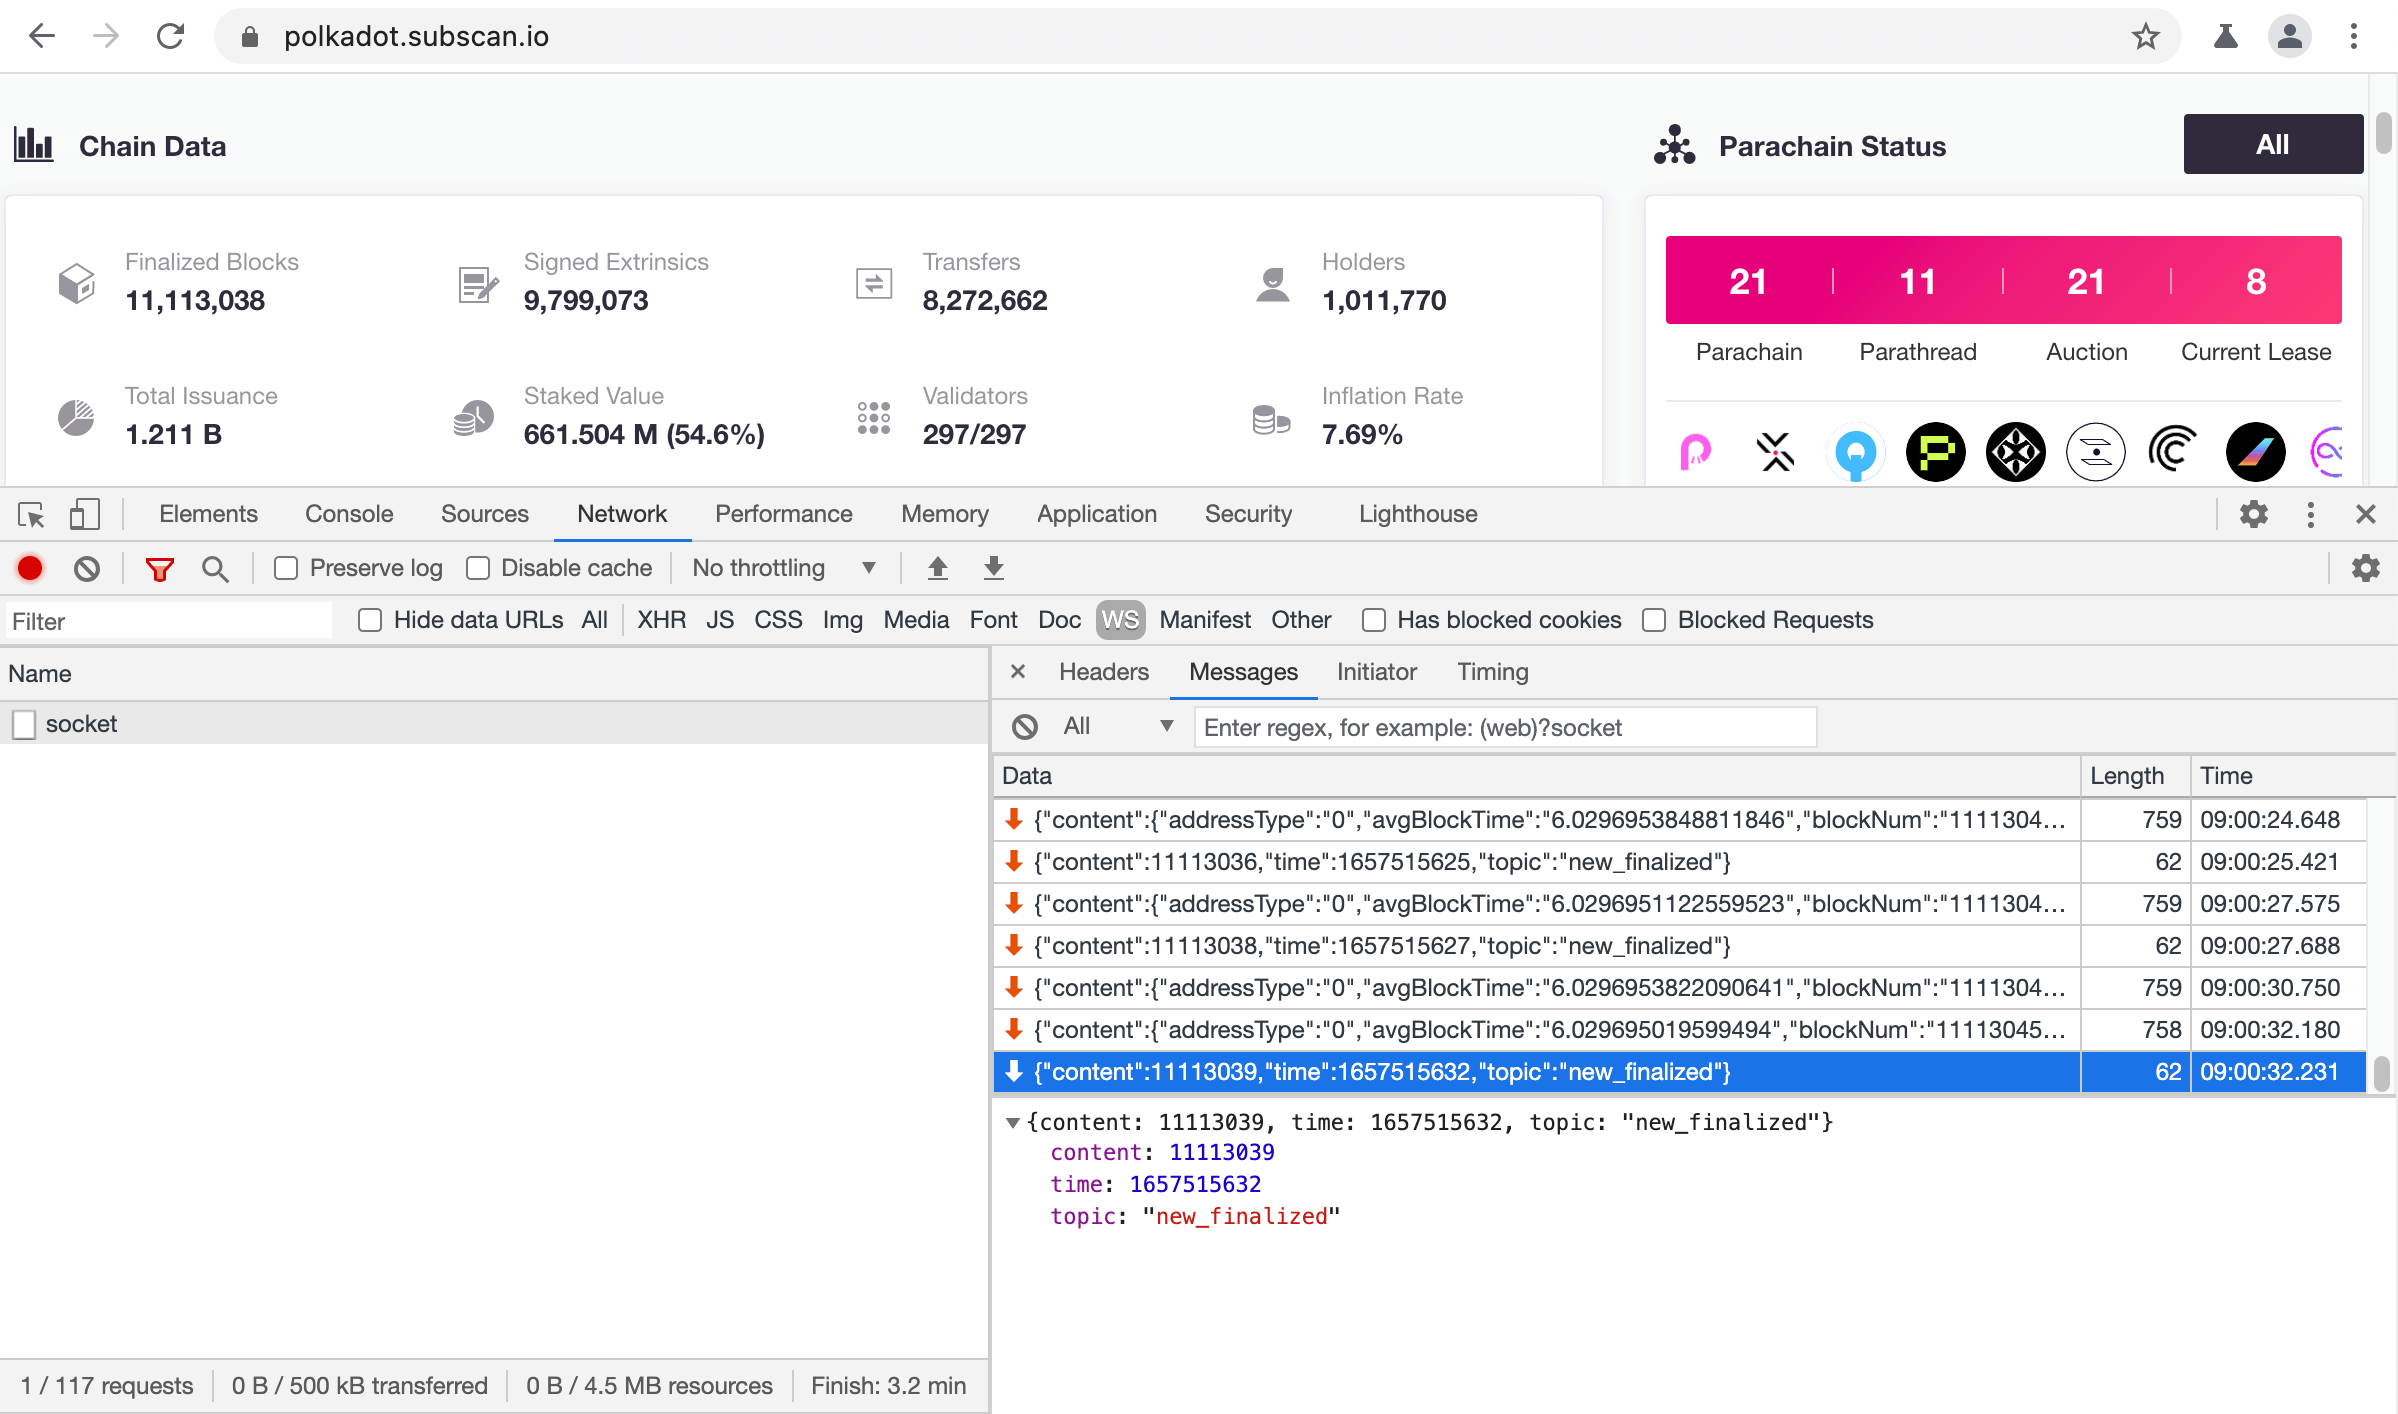 polkadot.subscan.io
Chain Data
Parachain Status
All
Finalized Blocks
11,113,038
Signed Extrinsics
9,799,073
Transfers
8,272,662
Holders
1,011,770
Total Issuance
1.211 B
Staked Value
661.504 M (54.6%)
Validators
297/297
Inflation Rate
7.69%
21 11 21 8
Parachain Parathread Auction Current Lease
Elements Console Sources Network Performance Memory Application Security Lighthouse
Preserve log Disable cache No throttling
Filter Hide data URLs All XHR JS CSS Img Media Font Doc WS Manifest Other Has blocked cookies Blocked Requests
Name
socket
Headers Messages Initiator Timing
All Enter regex, for example: (web)?socket
Data Length Time
{"content":{"addressType":"0","avgBlockTime":"6.0296953848811846","blockNum":"1111304... 759 09:00:24.648
{"content":11113036,"time":1657515625,"topic":"new_finalized"} 62 09:00:25.421
{"content":{"addressType":"0","avgBlockTime":"6.0296951122559523","blockNum":"1111304... 759 09:00:27.575
{"content":11113038,"time":1657515627,"topic":"new_finalized"} 62 09:00:27.688
{"content":{"addressType":"0","avgBlockTime":"6.0296953822090641","blockNum":"1111304... 759 09:00:30.750
{"content":{"addressType":"0","avgBlockTime":"6.029695019599494","blockNum":"11113045... 758 09:00:32.180
{"content":11113039,"time":1657515632,"topic":"new_finalized"} 62 09:00:32.231
{content: 11113039, time: 1657515632, topic: "new_finalized"}
content: 11113039
time: 1657515632
topic: "new_finalized"
1 / 117 requests 0 B / 500 kB transferred 0 B / 4.5 MB resources Finish: 3.2 min